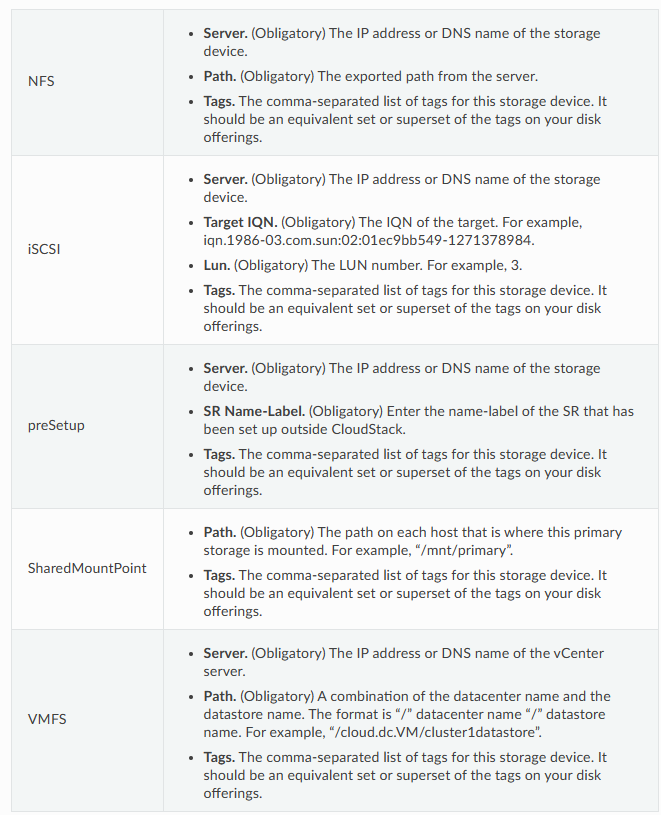 NFS
• Server. (Obligatory) The IP address or DNS name of the storage
device.
• Path. (Obligatory) The exported path from the server.
• Tags. The comma-separated list of tags for this storage device. It
should be an equivalent set or superset of the tags on your disk
offerings.
iSCSI
• Server. (Obligatory) The IP address or DNS name of the storage
device.
• Target IQN. (Obligatory) The IQN of the target. For example,
iqn.1986-03.com.sun:02:01ec9bb549-1271378984.
• Lun. (Obligatory) The LUN number. For example, 3.
• Tags. The comma-separated list of tags for this storage device. It
should be an equivalent set or superset of the tags on your disk
offerings.
preSetup
• Server. (Obligatory) The IP address or DNS name of the storage
device.
• SR Name-Label. (Obligatory) Enter the name-label of the SR that has
been set up outside CloudStack.
• Tags. The comma-separated list of tags for this storage device. It
should be an equivalent set or superset of the tags on your disk
offerings.
SharedMountPoint
• Path. (Obligatory) The path on each host that is where this primary
storage is mounted. For example, “/mnt/primary”.
• Tags. The comma-separated list of tags for this storage device. It
should be an equivalent set or superset of the tags on your disk
offerings.
VMFS
• Server. (Obligatory) The IP address or DNS name of the vCenter
server.
• Path. (Obligatory) A combination of the datacenter name and the
datastore name. The format is “/” datacenter name “/” datastore
name. For example, “/cloud.dc.VM/cluster1datastore”.
• Tags. The comma-separated list of tags for this storage device. It
should be an equivalent set or superset of the tags on your disk
offerings.